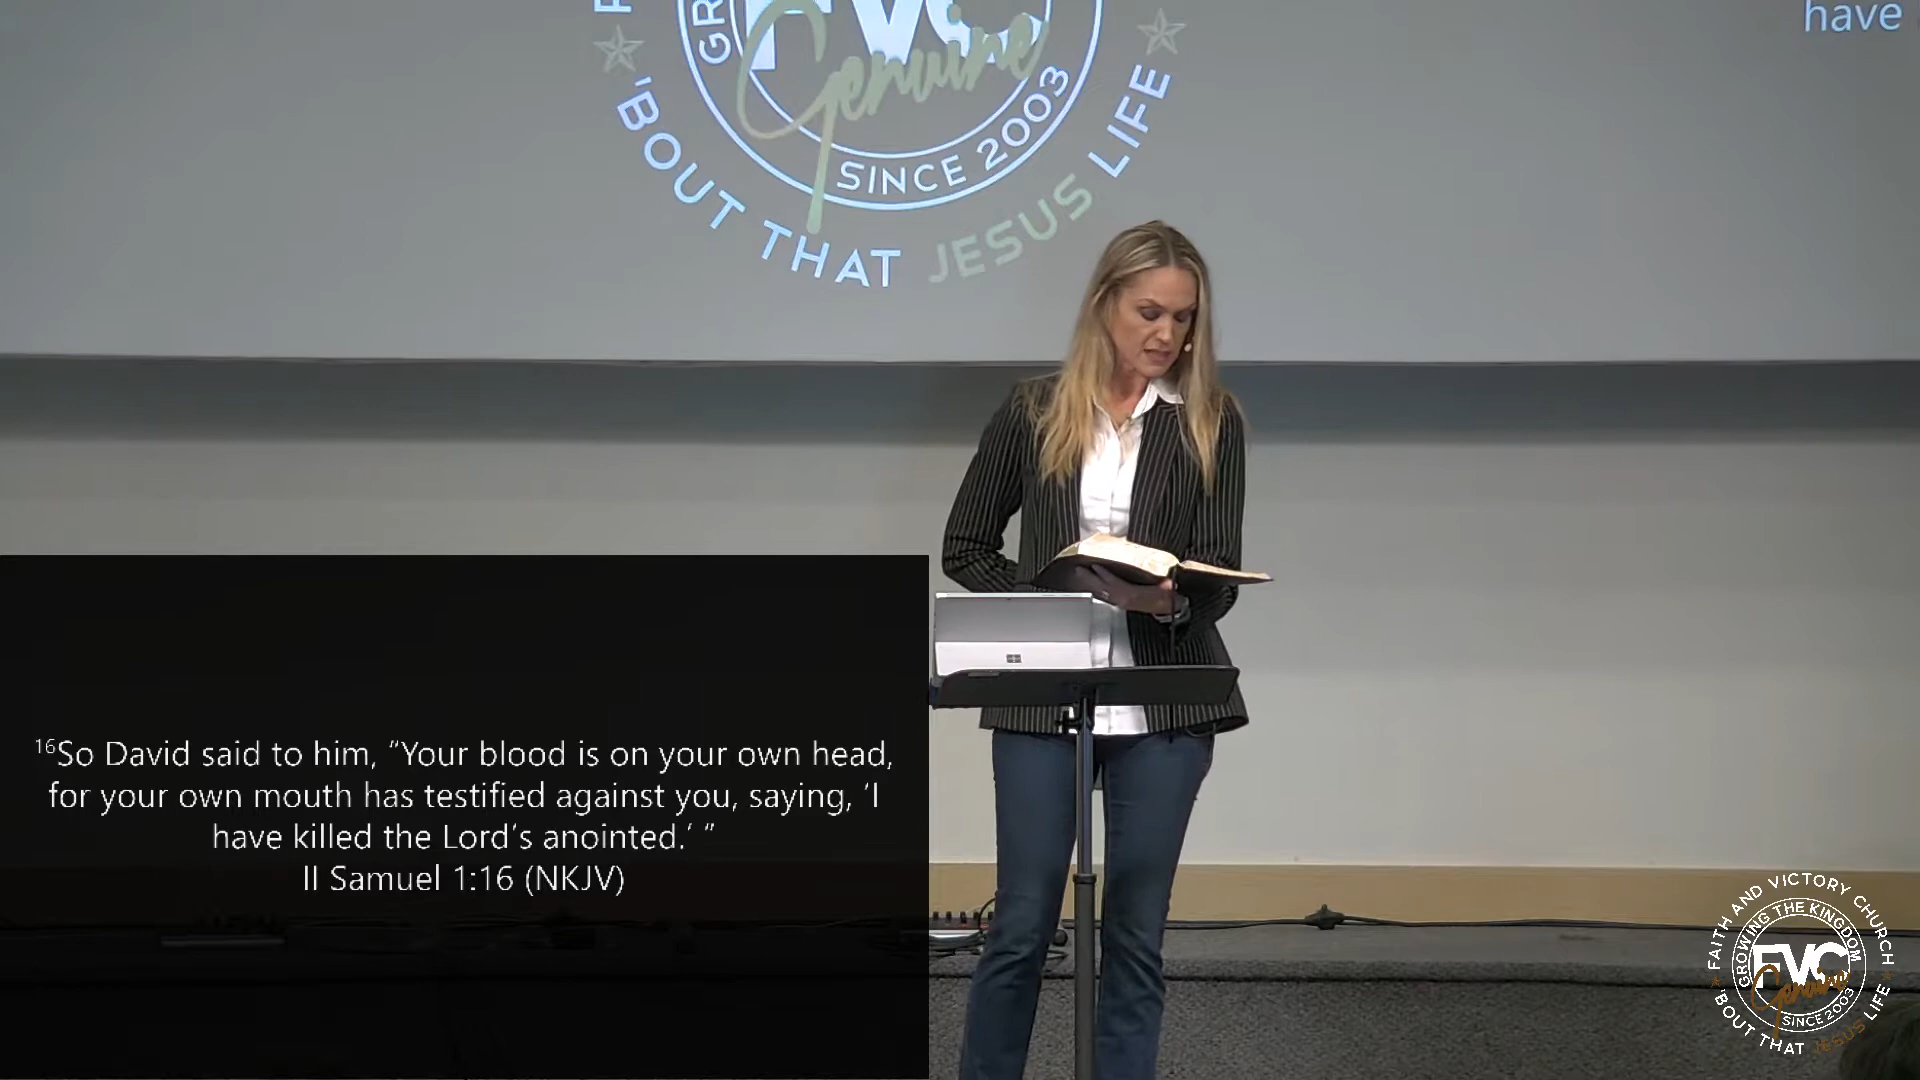 GR
FVC
Genuine
SINCE 2003
'BOUT THAT JESUS LIFE
have
¹⁶So David said to him, “Your blood is on your own head,
for your own mouth has testified against you, saying, ‘I
have killed the Lord’s anointed.’ ”
II Samuel 1:16 (NKJV)
FAITH AND VICTORY CHURCH
GROWING THE KINGDOM
FVC
Genuine
SINCE 2003
'BOUT THAT JESUS LIFE